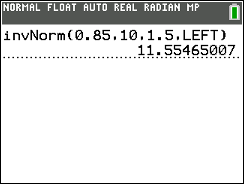 NORMAL FLOAT AUTO REAL RADIAN MP
invNorm(0.85,10,1.5,LEFT)
11.55465007